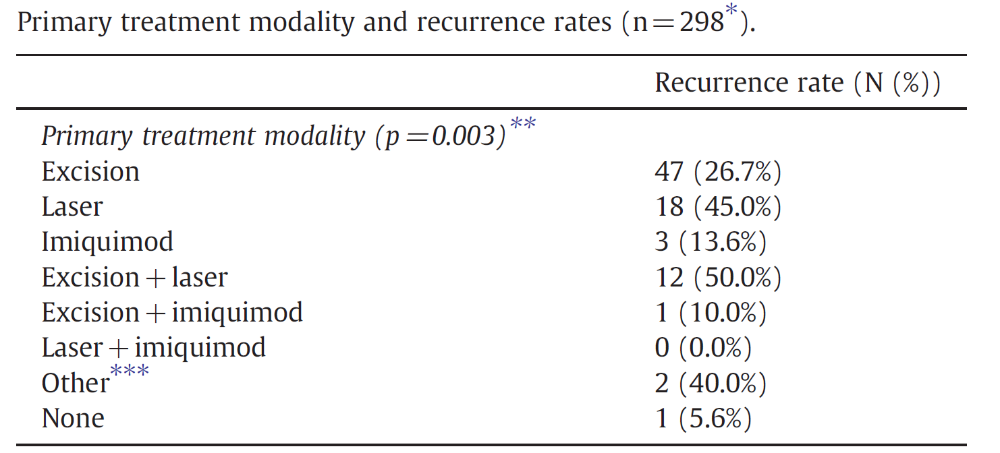 Primary treatment modality and recurrence rates (n=298*).
Recurrence rate (N (%))
Primary treatment modality (p=0.003)**
Excision 47 (26.7%)
Laser 18 (45.0%)
Imiquimod 3 (13.6%)
Excision+laser 12 (50.0%)
Excision+imiquimod 1 (10.0%)
Laser+imiquimod 0 (0.0%)
Other*** 2 (40.0%)
None 1 (5.6%)